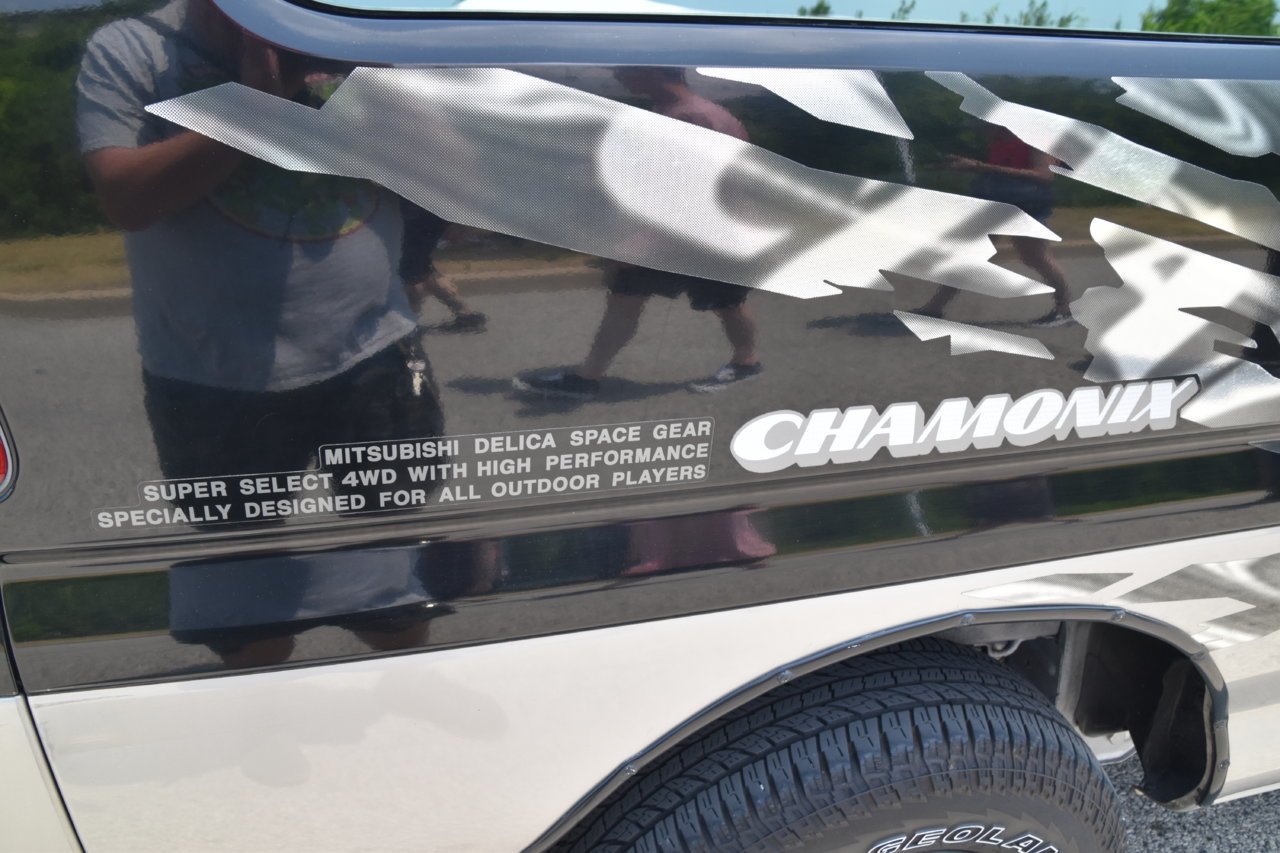 MITSUBISHI DELICA SPACE GEAR
SUPER SELECT 4WD WITH HIGH PERFORMANCE
SPECIALLY DESIGNED FOR ALL OUTDOOR PLAYERS
CHAMONIX